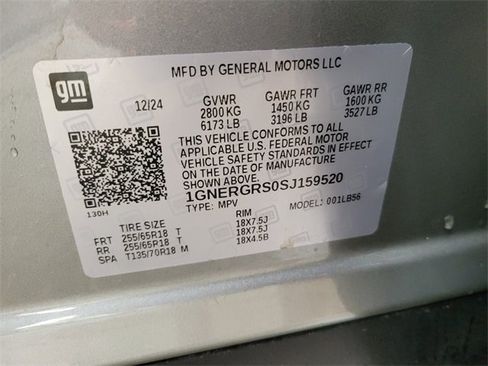 MFD BY GENERAL MOTORS LLC
gm
12/24
GVWR GAWR FRT GAWR RR
2800 KG 1450 KG 1600 KG
6173 LB 3196 LB 3527 LB
THIS VEHICLE CONFORMS TO ALL
APPLICABLE U.S. FEDERAL MOTOR
VEHICLE SAFETY STANDARDS IN EFFECT
ON THE DATE OF MANUFACTURE
1GNERGRS0SJ159520
TYPE: MPV MODEL: 001LB56
130H
TIRE SIZE RIM
FRT 255/65R18 T 18X7.5J
RR 255/65R18 T 18X7.5J
SPA T135/70R18 M 18X4.5B